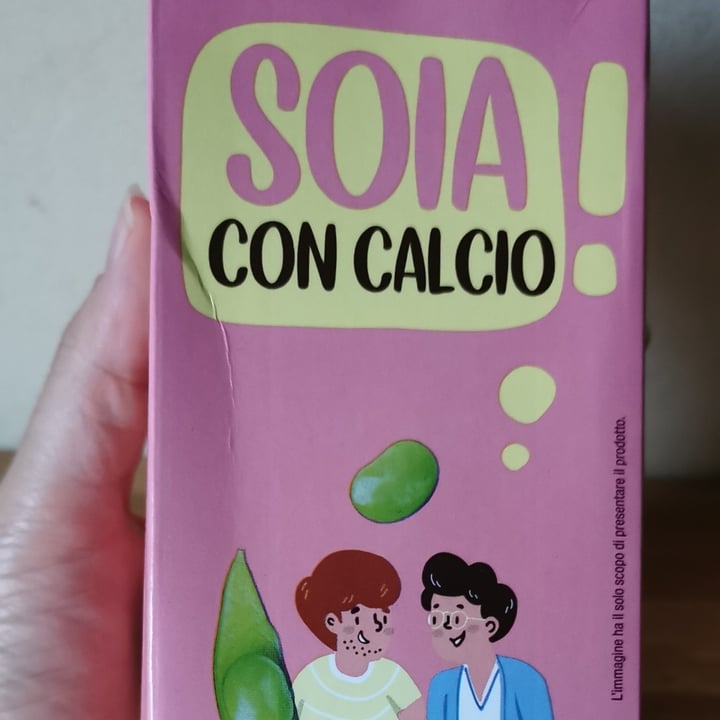 SOIA
CON CALCIO
L'immagine ha il solo scopo di presentare il prodotto.